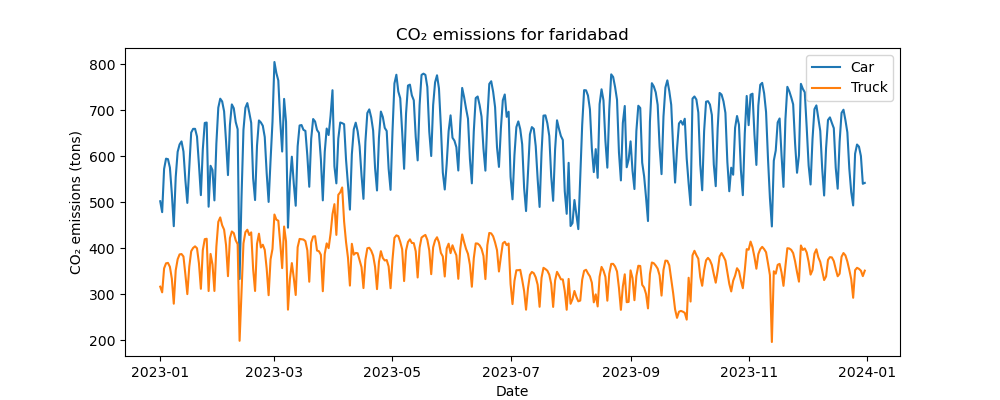 CO₂ emissions for faridabad
Car
Truck
CO₂ emissions (tons)
800
700
600
500
400
300
200
2023-01
2023-03
2023-05
2023-07
2023-09
2023-11
2024-01
Date